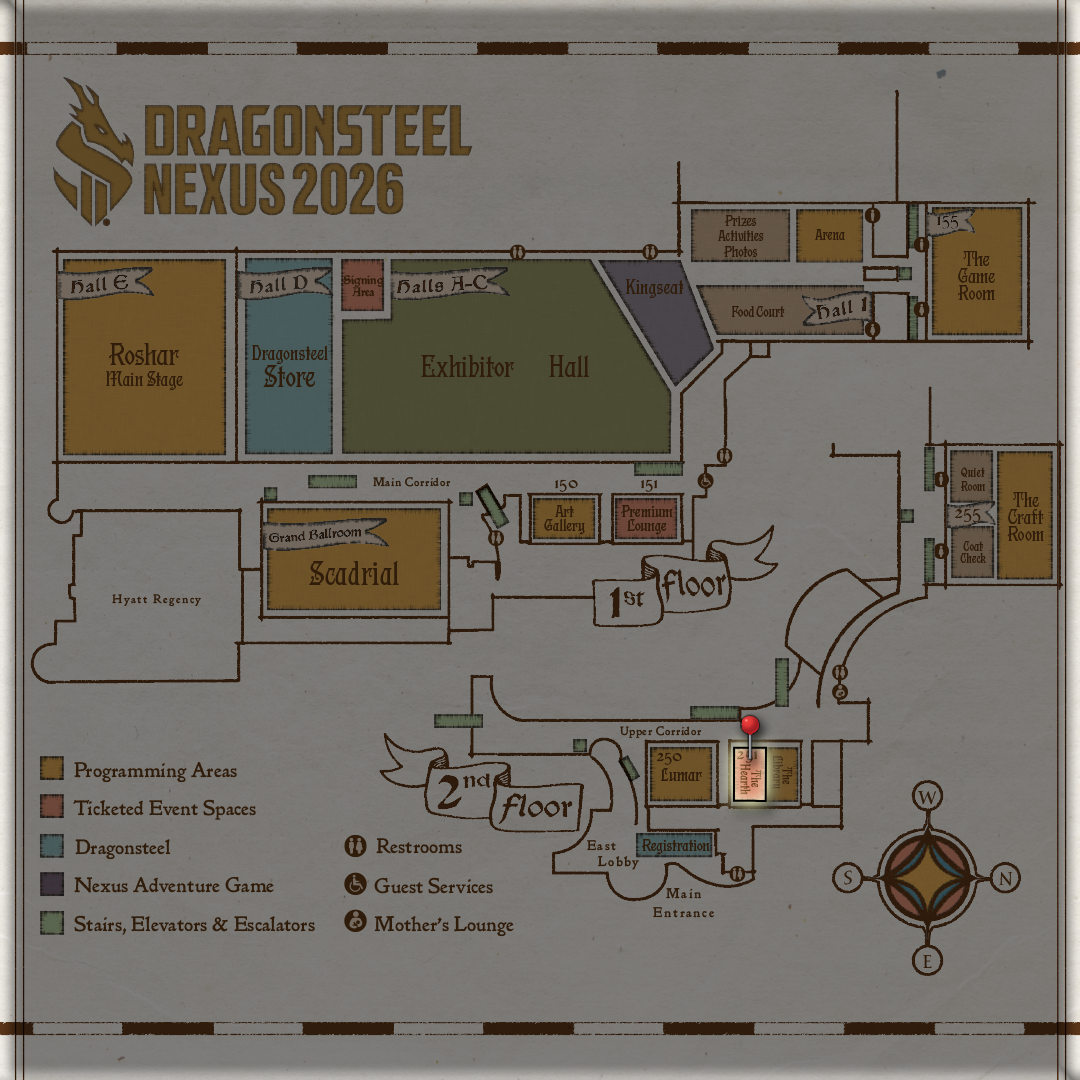 DRAGONSTEEL
NEXUS 2026
155
Prizes
Activities
Photos
Arena
The
Game
Room
Hall E
Hall D
Signing
Area
Halls A-C
Kingseat
Food Court
Hall 1
Roshar
Main Stage
Dragonsteel
Store
Exhibitor Hall
Main Corridor
150
151
Art
Gallery
Premium
Lounge
Quiet
Room
255
Coat
Check
The
Craft
Room
Grand Ballroom
Scadrial
Hyatt Regency
1st floor
Upper Corridor
250
Lumar
The
Hearth
The
2nd floor
East
Lobby
Registration
Main
Entrance
Programming Areas
Ticketed Event Spaces
Dragonsteel
Nexus Adventure Game
Stairs, Elevators & Escalators
Restrooms
Guest Services
Mother's Lounge
W
S
N
E